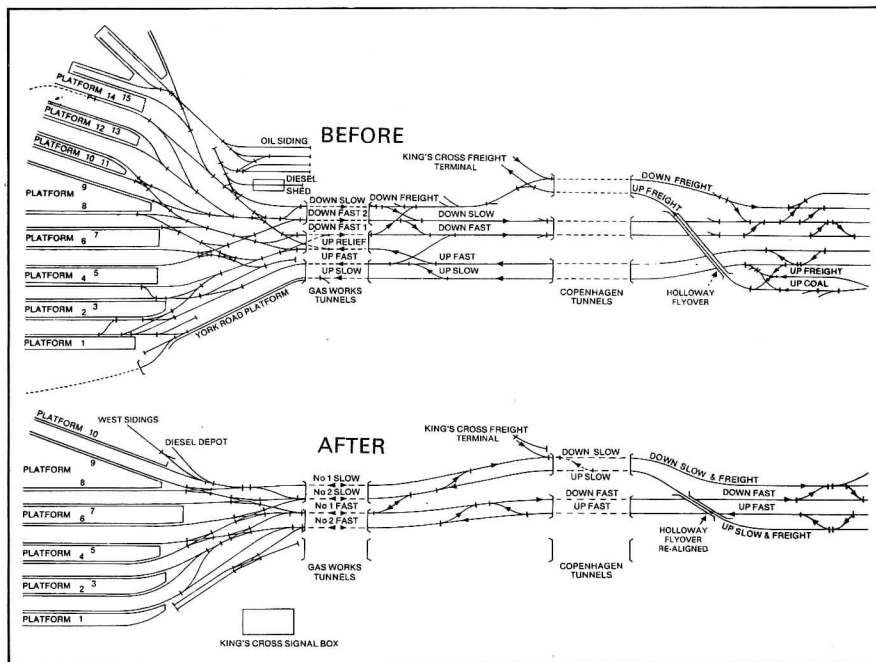 BEFORE
PLATFORM 14 15
PLATFORM 12 13
PLATFORM 10 11
PLATFORM
9
8
PLATFORM 6 7
PLATFORM 4 5
PLATFORM 2 3
PLATFORM 1
YORK ROAD PLATFORM
OIL SIDING
DIESEL
SHED
DOWN SLOW
DOWN FAST 2
DOWN FAST 1
UP RELIEF
UP FAST
UP SLOW
GAS WORKS
TUNNELS
DOWN FREIGHT
DOWN SLOW
DOWN FAST
UP FAST
UP SLOW
KING'S CROSS FREIGHT
TERMINAL
COPENHAGEN
TUNNELS
DOWN FREIGHT
UP FREIGHT
HOLLOWAY
FLYOVER
UP FREIGHT
UP COAL
AFTER
PLATFORM 10
WEST SIDINGS
DIESEL DEPOT
PLATFORM
9
8
PLATFORM 6 7
PLATFORM 4 5
PLATFORM 2 3
PLATFORM 1
No 1 SLOW
No 2 SLOW
No 1 FAST
No 2 FAST
GAS WORKS
TUNNELS
KING'S CROSS SIGNAL BOX
KING'S CROSS FREIGHT
TERMINAL
DOWN SLOW
UP SLOW
DOWN FAST
UP FAST
COPENHAGEN
TUNNELS
DOWN SLOW & FREIGHT
DOWN FAST
UP FAST
UP SLOW & FREIGHT
HOLLOWAY
FLYOVER
RE-ALIGNED